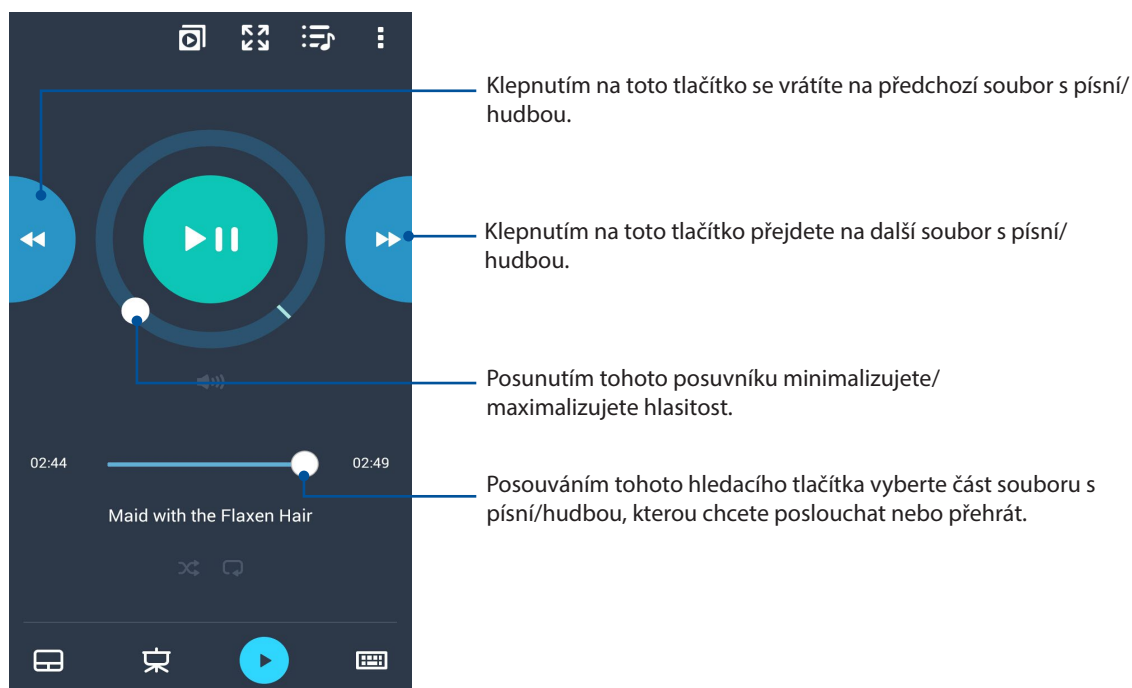 Klepnutím na toto tlačítko se vrátíte na předchozí soubor s písní/
hudbou.
Klepnutím na toto tlačítko přejdete na další soubor s písní/
hudbou.
Posunutím tohoto posuvníku minimalizujete/
maximalizujete hlasitost.
02:44
02:49
Posouváním tohoto hledacího tlačítka vyberte část souboru s
písní/hudbou, kterou chcete poslouchat nebo přehrát.
Maid with the Flaxen Hair